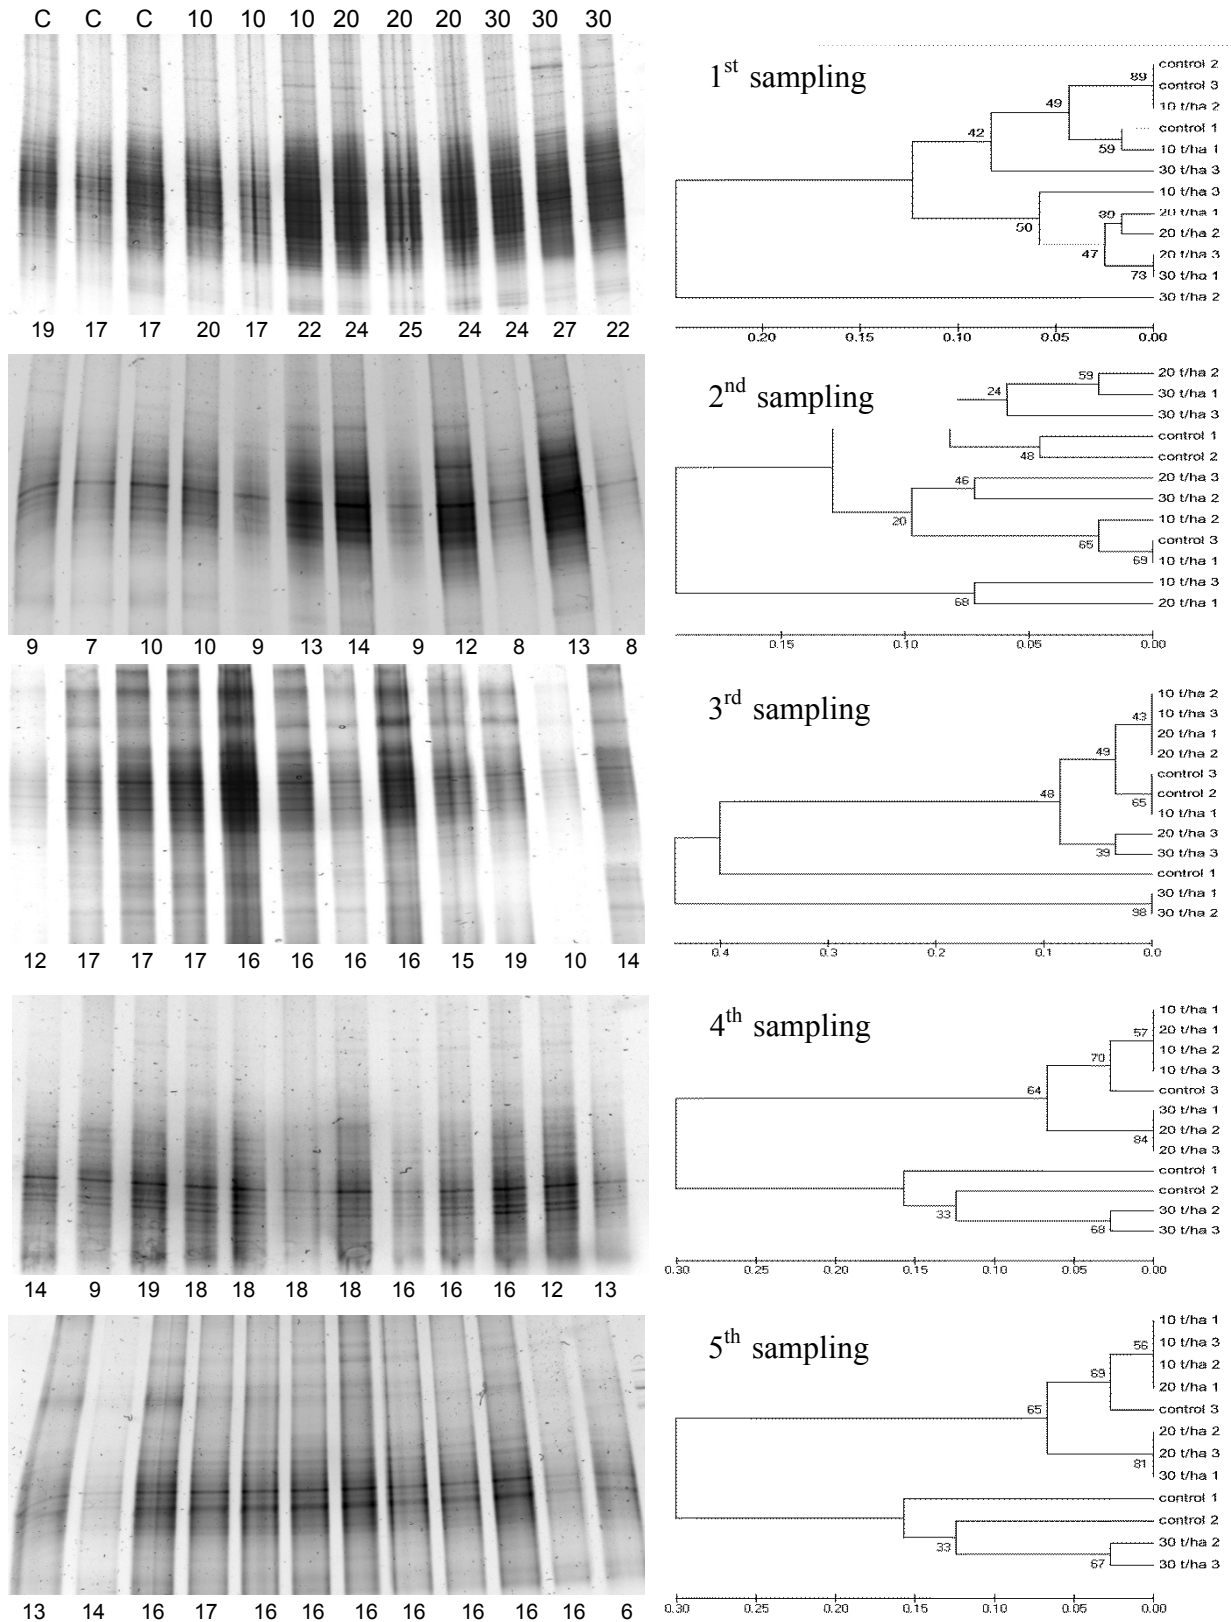 C C C 10 10 10 20 20 20 30 30 30
19 17 17 20 17 22 24 25 24 24 27 22
1st sampling
control 2
89
control 3
10 t/ha 2
49
control 1
42
59
10 t/ha 1
30 t/ha 3
10 t/ha 3
50
39
20 t/ha 1
20 t/ha 2
47
20 t/ha 3
73
30 t/ha 1
30 t/ha 2
0.20 0.15 0.10 0.05 0.00
9 7 10 10 9 13 14 9 12 8 13 8
2nd sampling
59
20 t/ha 2
24
30 t/ha 1
30 t/ha 3
control 1
48
control 2
46
20 t/ha 3
30 t/ha 2
20
10 t/ha 2
65
control 3
69
10 t/ha 1
10 t/ha 3
68
20 t/ha 1
0.15 0.10 0.05 0.00
12 17 17 17 16 16 16 16 15 19 10 14
3rd sampling
10 t/ha 2
43
10 t/ha 3
20 t/ha 1
49
20 t/ha 2
control 3
48
control 2
65
10 t/ha 1
20 t/ha 3
39
30 t/ha 3
control 1
30 t/ha 1
98
30 t/ha 2
0.4 0.3 0.2 0.1 0.0
14 9 19 18 18 18 18 16 16 16 12 13
4th sampling
10 t/ha 1
57
20 t/ha 1
10 t/ha 2
70
10 t/ha 3
64
control 3
30 t/ha 1
20 t/ha 2
84
20 t/ha 3
control 1
control 2
33
30 t/ha 2
68
30 t/ha 3
0.30 0.25 0.20 0.15 0.10 0.05 0.00
13 14 16 17 16 16 16 16 16 16 16 6
5th sampling
10 t/ha 1
56
10 t/ha 3
10 t/ha 2
69
20 t/ha 1
65
control 3
20 t/ha 2
20 t/ha 3
81
30 t/ha 1
control 1
control 2
33
30 t/ha 2
67
30 t/ha 3
0.30 0.25 0.20 0.15 0.10 0.05 0.00